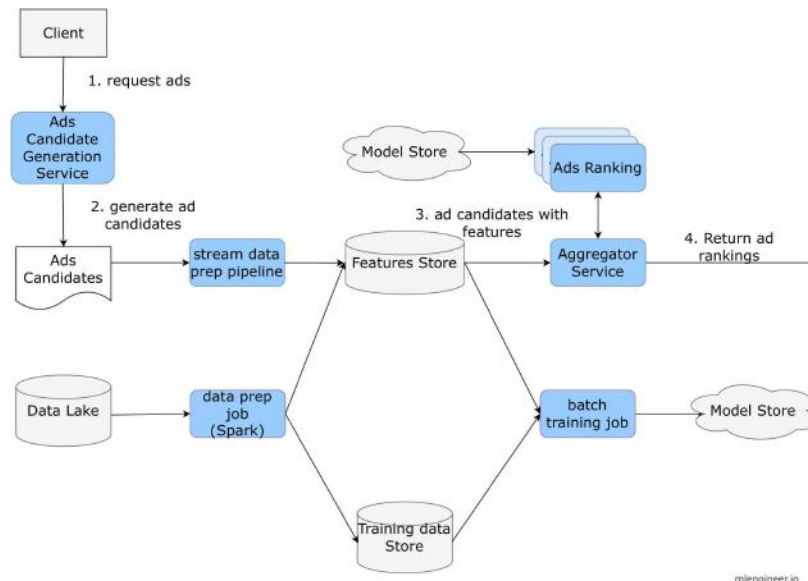 Client
1. request ads
Ads
Candidate
Generation
Service
2. generate ad
candidates
Ads
Candidates
stream data
prep pipeline
Features Store
Model Store
Ads Ranking
3. ad candidates with
features
Aggregator
Service
4. Return ad
rankings
Data Lake
data prep
job
(Spark)
Training data
Store
batch
training job
Model Store
mlengineer.io